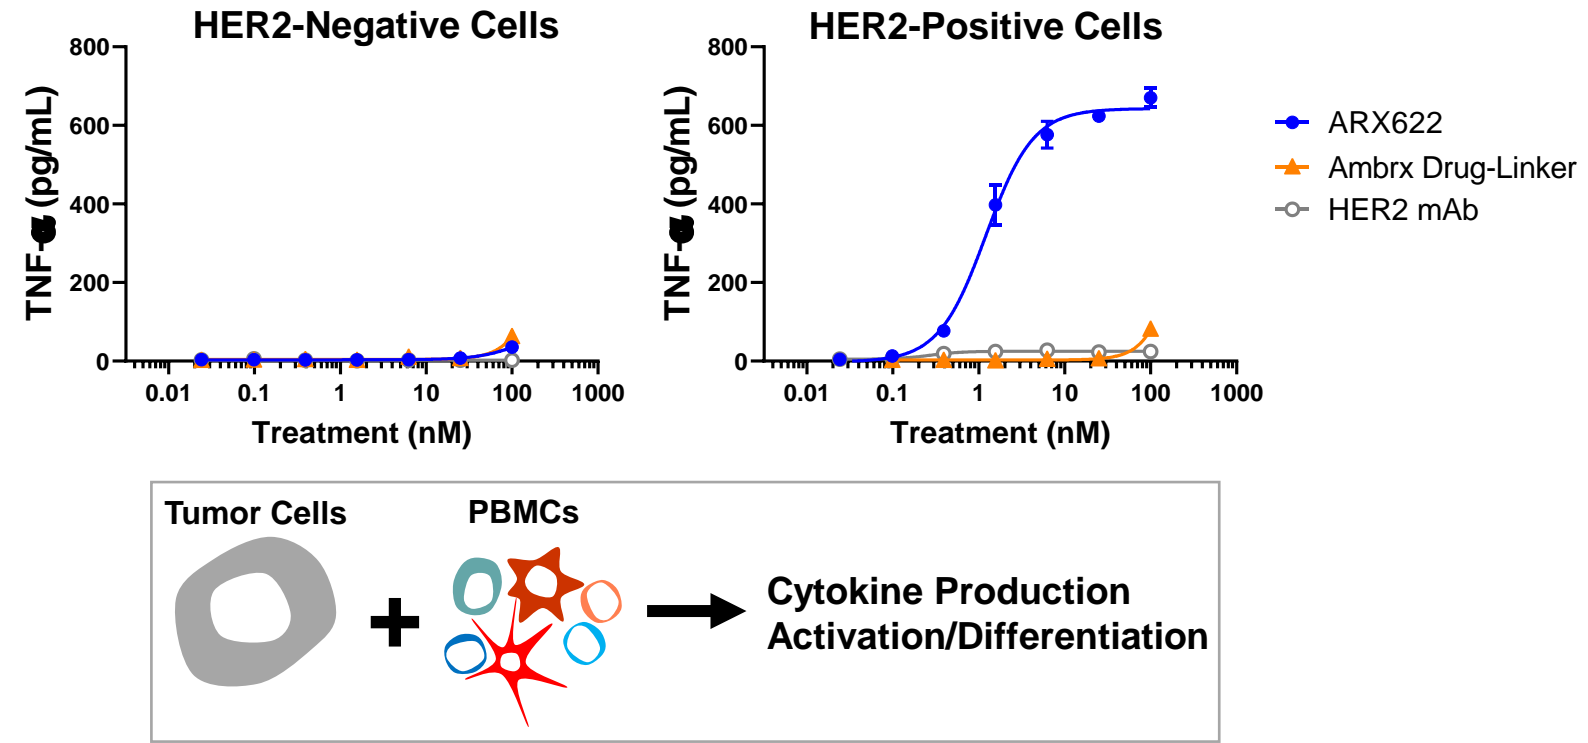 HER2-Negative Cells
800
600
400
200
0
TNF-α (pg/mL)
0.01 0.1 1 10 100 1000
Treatment (nM)
HER2-Positive Cells
800
600
400
200
0
TNF-α (pg/mL)
0.01 0.1 1 10 100 1000
Treatment (nM)
ARX622
Ambrx Drug-Linker
HER2 mAb
Tumor Cells
PBMCs
+
Cytokine Production
Activation/Differentiation